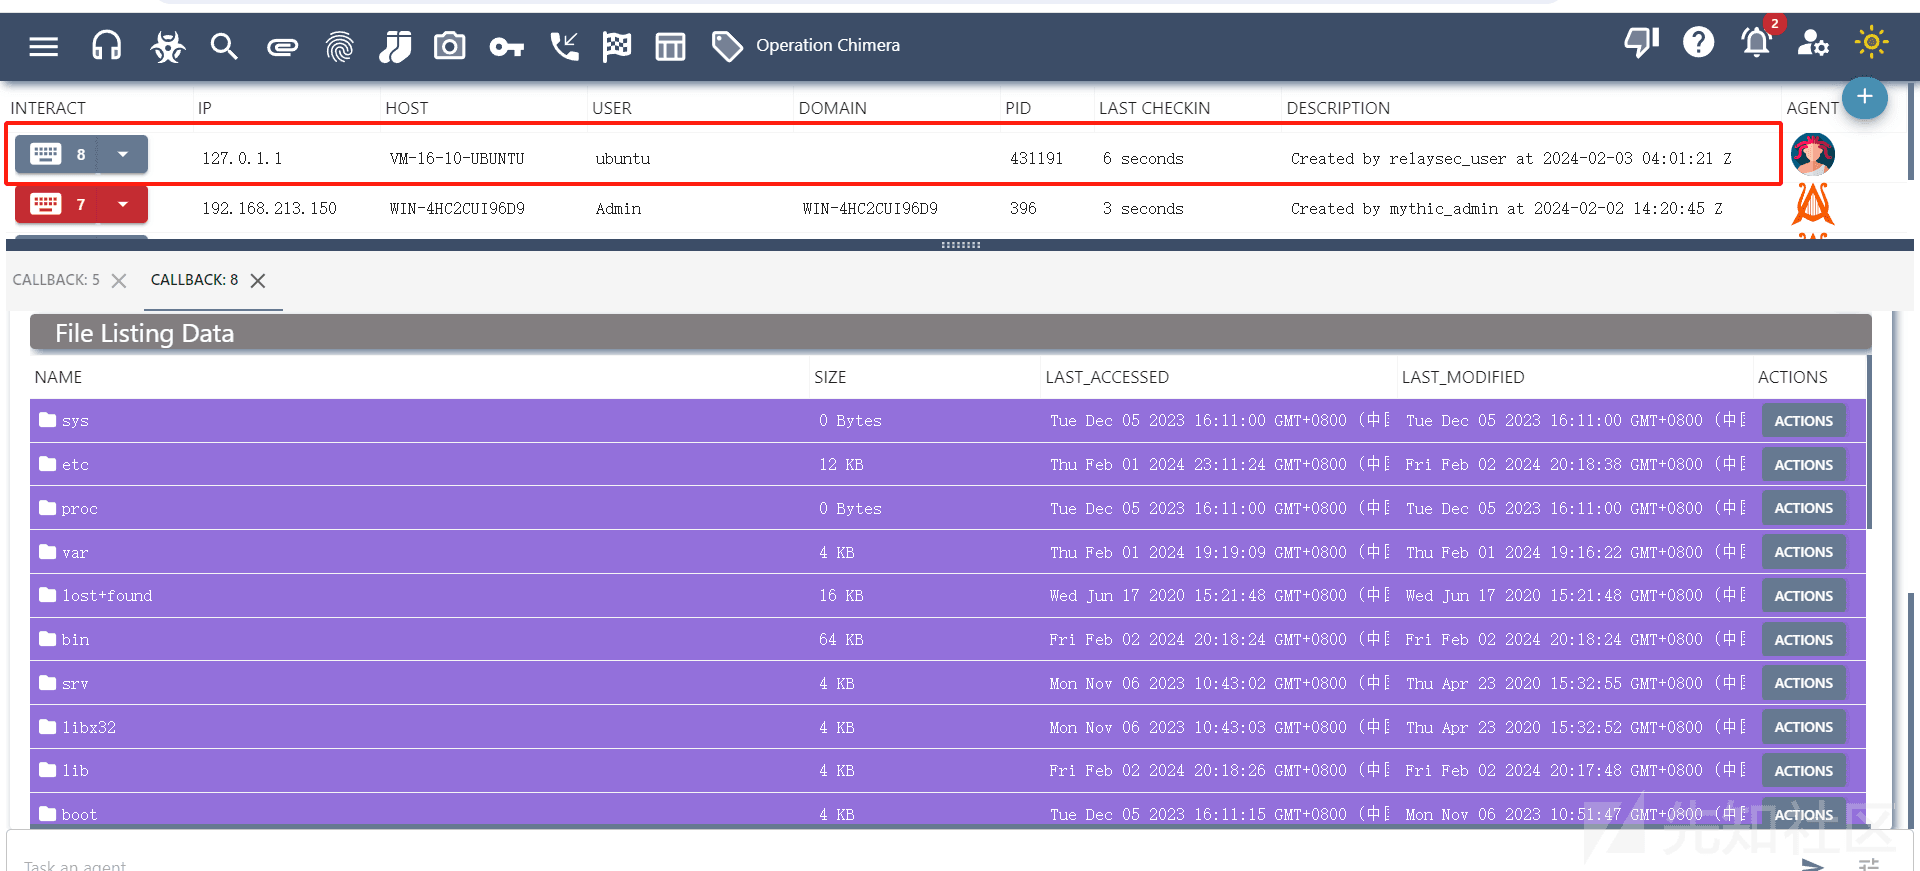 Operation Chimera
2
INTERACT IP HOST USER DOMAIN PID LAST CHECKIN DESCRIPTION AGENT
8 127.0.1.1 VM-16-10-UBUNTU ubuntu 431191 6 seconds Created by relaysec_user at 2024-02-03 04:01:21 Z
7 192.168.213.150 WIN-4HC2CUI96D9 Admin WIN-4HC2CUI96D9 396 3 seconds Created by mythic_admin at 2024-02-02 14:20:45 Z
CALLBACK: 5 CALLBACK: 8
File Listing Data
NAME SIZE LAST_ACCESSED LAST_MODIFIED ACTIONS
sys 0 Bytes Tue Dec 05 2023 16:11:00 GMT+0800 (中 Tue Dec 05 2023 16:11:00 GMT+0800 (中 ACTIONS
etc 12 KB Thu Feb 01 2024 23:11:24 GMT+0800 (中 Fri Feb 02 2024 20:18:38 GMT+0800 (中 ACTIONS
proc 0 Bytes Tue Dec 05 2023 16:11:00 GMT+0800 (中 Tue Dec 05 2023 16:11:00 GMT+0800 (中 ACTIONS
var 4 KB Thu Feb 01 2024 19:19:09 GMT+0800 (中 Thu Feb 01 2024 19:16:22 GMT+0800 (中 ACTIONS
lost+found 16 KB Wed Jun 17 2020 15:21:48 GMT+0800 (中 Wed Jun 17 2020 15:21:48 GMT+0800 (中 ACTIONS
bin 64 KB Fri Feb 02 2024 20:18:24 GMT+0800 (中 Fri Feb 02 2024 20:18:24 GMT+0800 (中 ACTIONS
srv 4 KB Mon Nov 06 2023 10:43:02 GMT+0800 (中 Thu Apr 23 2020 15:32:55 GMT+0800 (中 ACTIONS
libx32 4 KB Mon Nov 06 2023 10:43:03 GMT+0800 (中 Thu Apr 23 2020 15:32:52 GMT+0800 (中 ACTIONS
lib 4 KB Fri Feb 02 2024 20:18:26 GMT+0800 (中 Fri Feb 02 2024 20:17:48 GMT+0800 (中 ACTIONS
boot 4 KB Tue Dec 05 2023 16:11:15 GMT+0800 (中 Mon Nov 06 2023 10:51:47 GMT+0800 (中 ACTIONS
先知社区
Task an agent